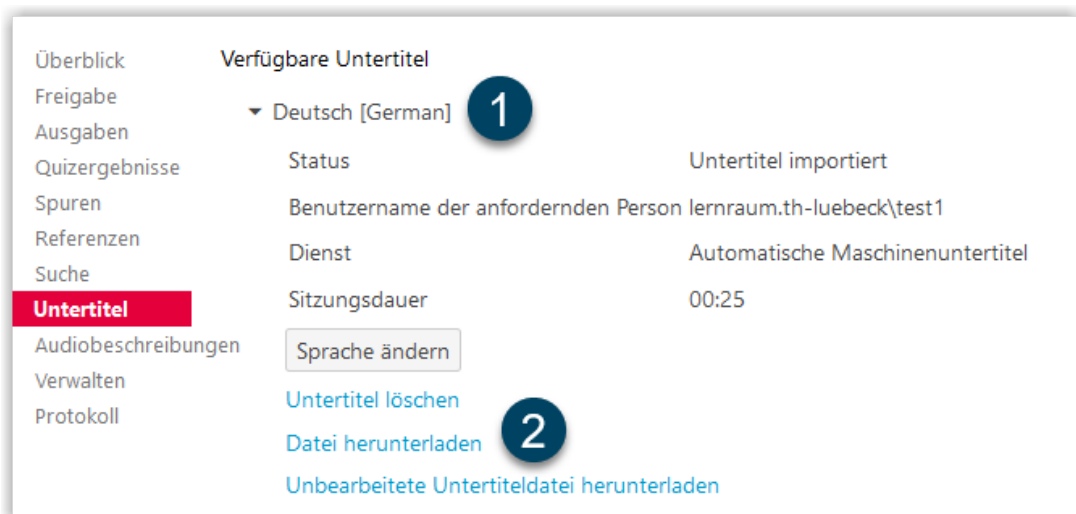 Überblick
Freigabe
Ausgaben
Quizergebnisse
Spuren
Referenzen
Suche
Untertitel
Audiobeschreibungen
Verwalten
Protokoll
Verfügbare Untertitel
Deutsch [German] 1
Status Untertitel importiert
Benutzername der anfordernden Person lernraum.th-luebeck\test1
Dienst Automatische Maschinenuntertitel
Sitzungsdauer 00:25
Sprache ändern
Untertitel löschen
Datei herunterladen 2
Unbearbeitete Untertiteldatei herunterladen